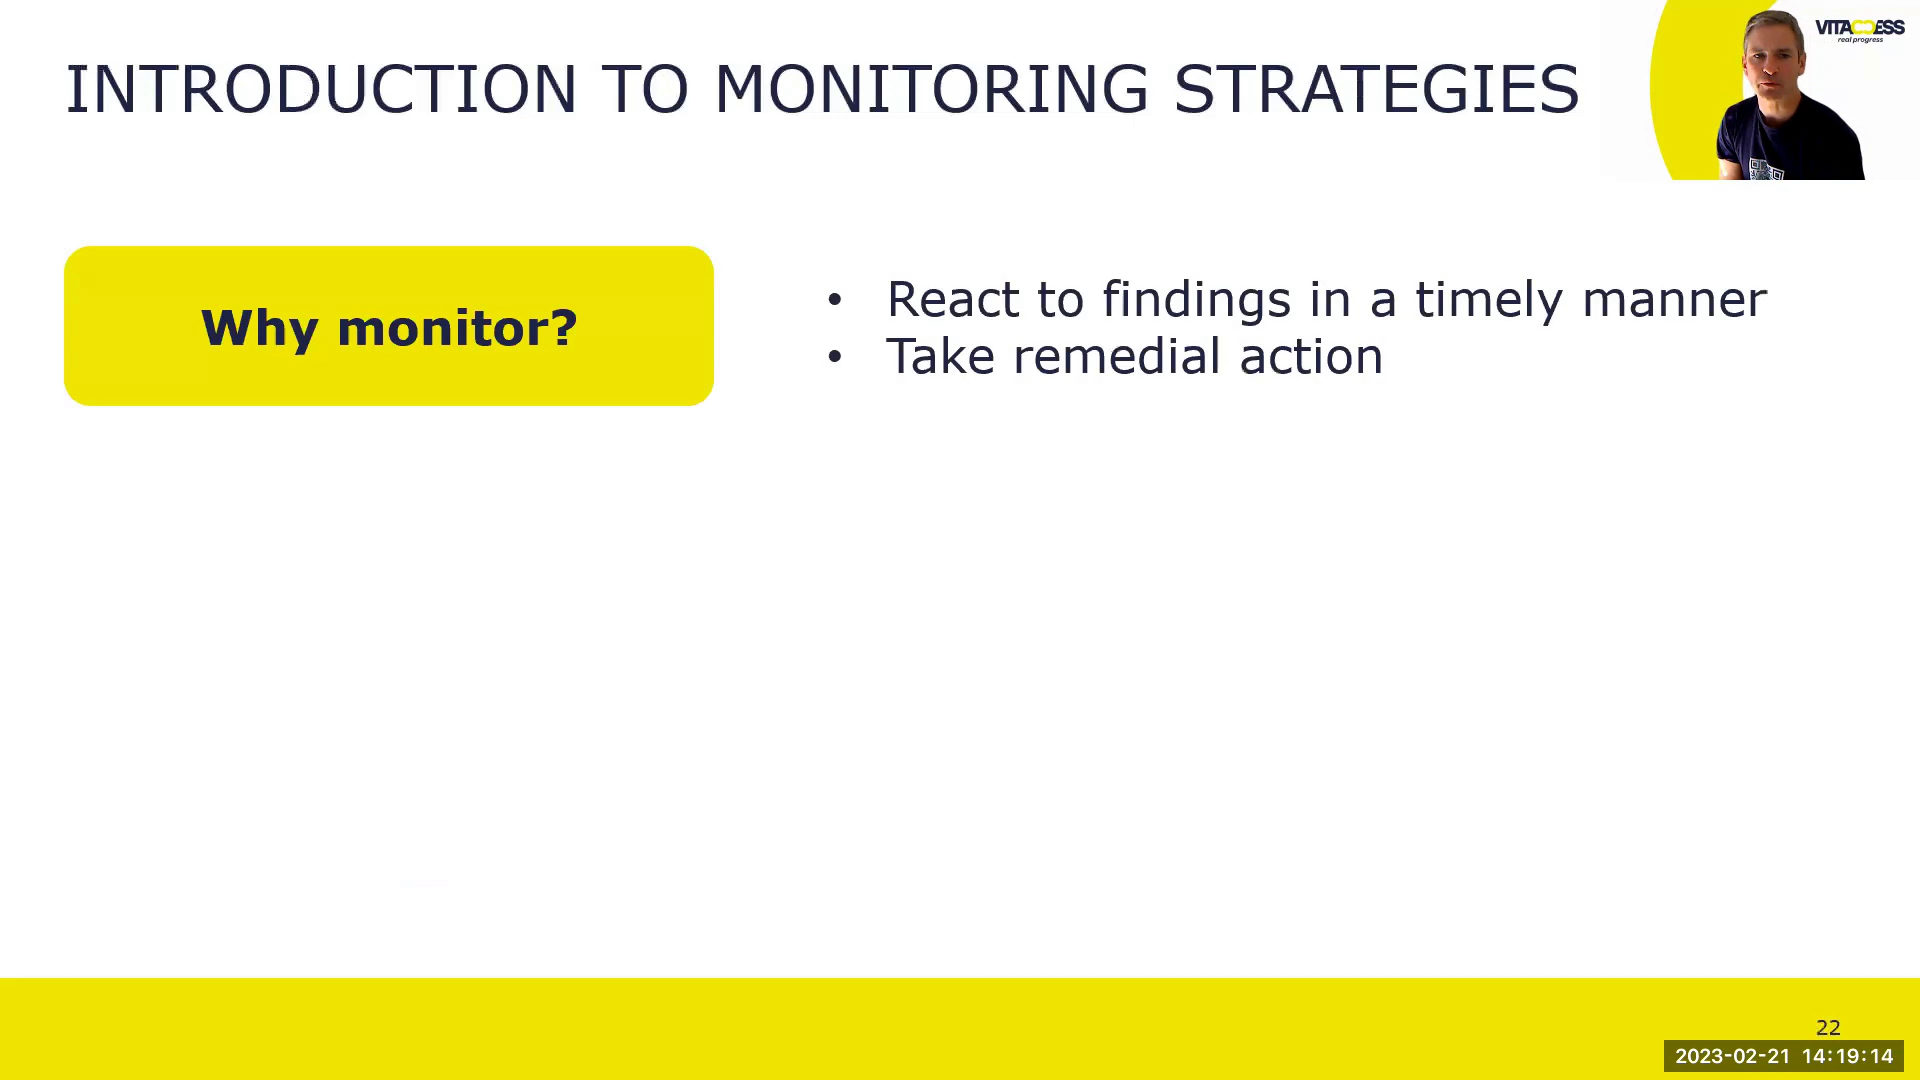 INTRODUCTION TO MONITORING STRATEGIES
VITACCESS
real progress
Why monitor?
• React to findings in a timely manner
• Take remedial action
22
2023-02-21 14:19:14